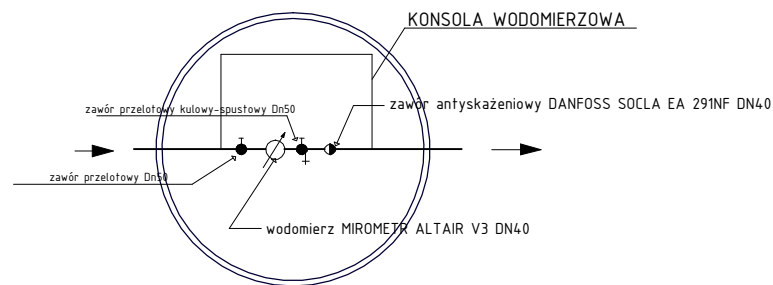 KONSOLA WODOMIERZOWA
zawór przelotowy kulowy-spustowy Dn50
zawór antyskażeniowy DANFOSS SOCLA EA 291NF DN40
zawór przelotowy Dn50
wodomierz MIROMETR ALTAIR V3 DN40